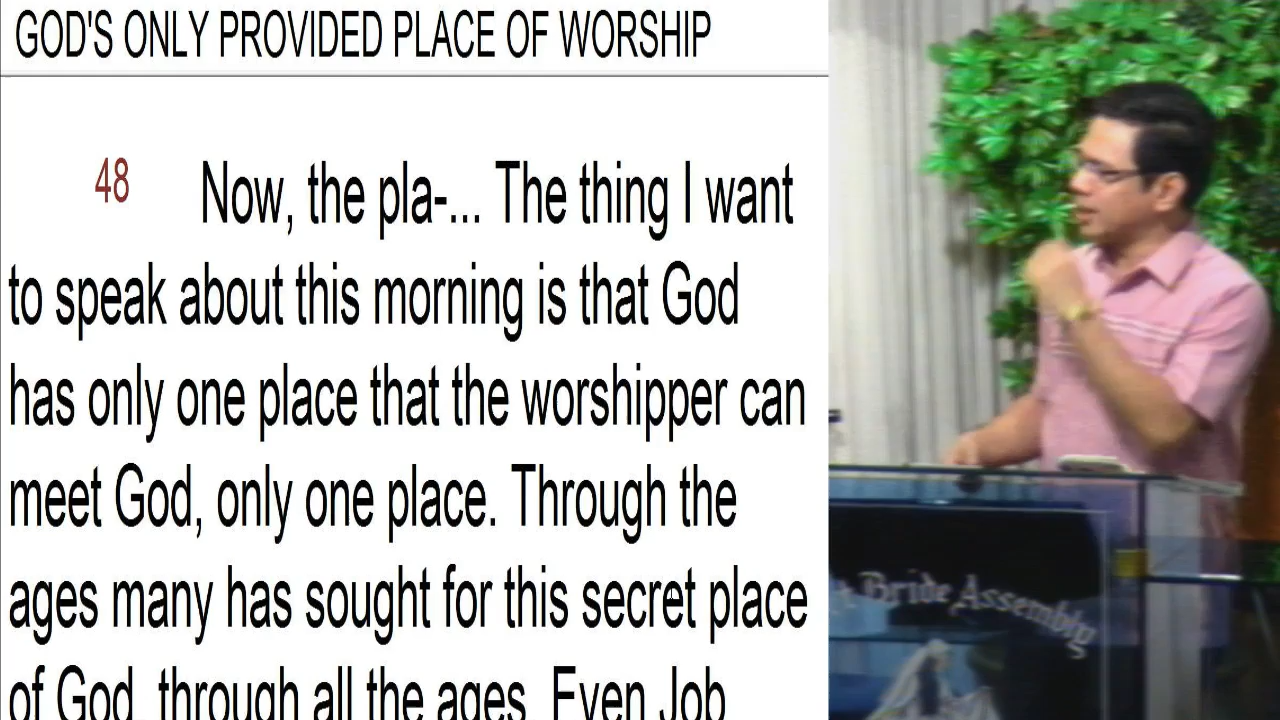 GOD'S ONLY PROVIDED PLACE OF WORSHIP
48 Now, the pla-... The thing I want
to speak about this morning is that God
has only one place that the worshipper can
meet God, only one place. Through the
ages many has sought for this secret place
of God, through all the ages. Even Job
Bride Assembly